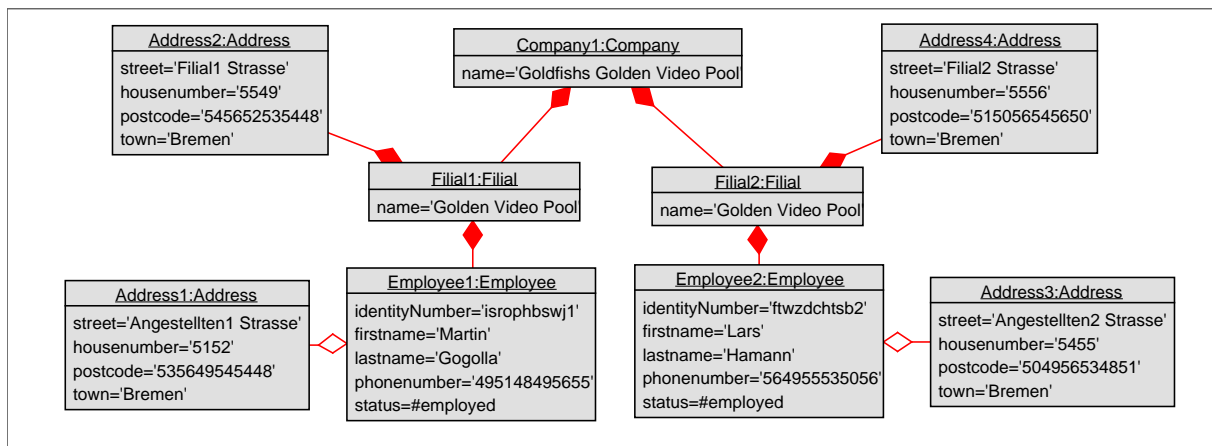 Address2:Address
street='Filial1 Strasse'
housenumber='5549'
postcode='545652535448'
town='Bremen'
Company1:Company
name='Goldfishs Golden Video Pool'
Address4:Address
street='Filial2 Strasse'
housenumber='5556'
postcode='515056545650'
town='Bremen'
Filial1:Filial
name='Golden Video Pool'
Filial2:Filial
name='Golden Video Pool'
Address1:Address
street='Angestellten1 Strasse'
housenumber='5152'
postcode='535649545448'
town='Bremen'
Employee1:Employee
identityNumber='isrophbswj1'
firstname='Martin'
lastname='Gogolla'
phonenumber='495148495655'
status=#employed
Employee2:Employee
identityNumber='ftwzdchtsb2'
firstname='Lars'
lastname='Hamann'
phonenumber='564955535056'
status=#employed
Address3:Address
street='Angestellten2 Strasse'
housenumber='5455'
postcode='504956534851'
town='Bremen'